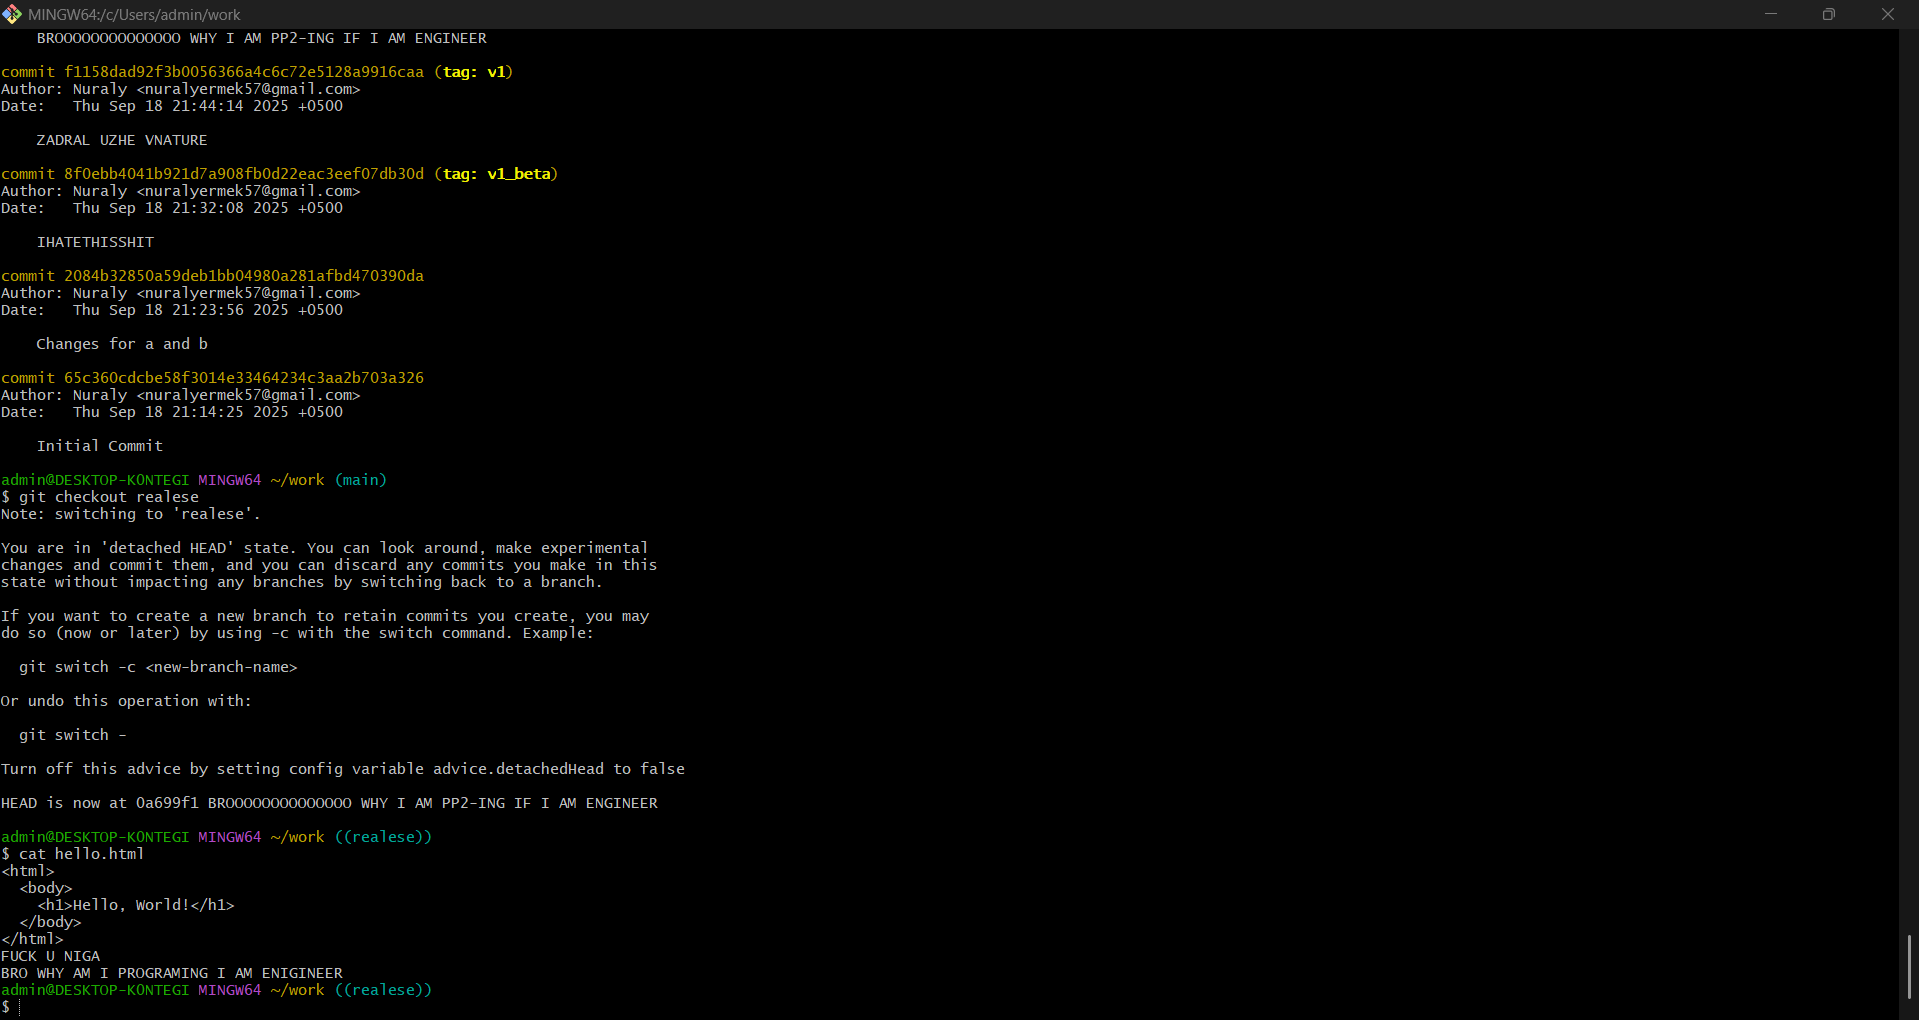 MINGW64:/c/Users/admin/work
    BROOOOOOOOOOOOOO WHY I AM PP2-ING IF I AM ENGINEER
commit f1158dad92f3b0056366a4c6c72e5128a9916caa (tag: v1)
Author: Nuraly <nuralyermek57@gmail.com>
Date:   Thu Sep 18 21:44:14 2025 +0500
    ZADRAL UZHE VNATURE
commit 8f0ebb4041b921d7a908fb0d22eac3eef07db30d (tag: v1_beta)
Author: Nuraly <nuralyermek57@gmail.com>
Date:   Thu Sep 18 21:32:08 2025 +0500
    IHATETHISSHIT
commit 2084b32850a59deb1bb04980a281afbd470390da
Author: Nuraly <nuralyermek57@gmail.com>
Date:   Thu Sep 18 21:23:56 2025 +0500
    Changes for a and b
commit 65c360cdcbe58f3014e33464234c3aa2b703a326
Author: Nuraly <nuralyermek57@gmail.com>
Date:   Thu Sep 18 21:14:25 2025 +0500
    Initial Commit
admin@DESKTOP-K0NTEGI MINGW64 ~/work (main)
$ git checkout realese
Note: switching to 'realese'.
You are in 'detached HEAD' state. You can look around, make experimental
changes and commit them, and you can discard any commits you make in this
state without impacting any branches by switching back to a branch.
If you want to create a new branch to retain commits you create, you may
do so (now or later) by using -c with the switch command. Example:
  git switch -c <new-branch-name>
Or undo this operation with:
  git switch -
Turn off this advice by setting config variable advice.detachedHead to false
HEAD is now at 0a699f1 BROOOOOOOOOOOOOO WHY I AM PP2-ING IF I AM ENGINEER
admin@DESKTOP-K0NTEGI MINGW64 ~/work ((realese))
$ cat hello.html
<html>
  <body>
    <h1>Hello, World!</h1>
  </body>
</html>
FUCK U NIGA
BRO WHY AM I PROGRAMING I AM ENIGINEER
admin@DESKTOP-K0NTEGI MINGW64 ~/work ((realese))
$